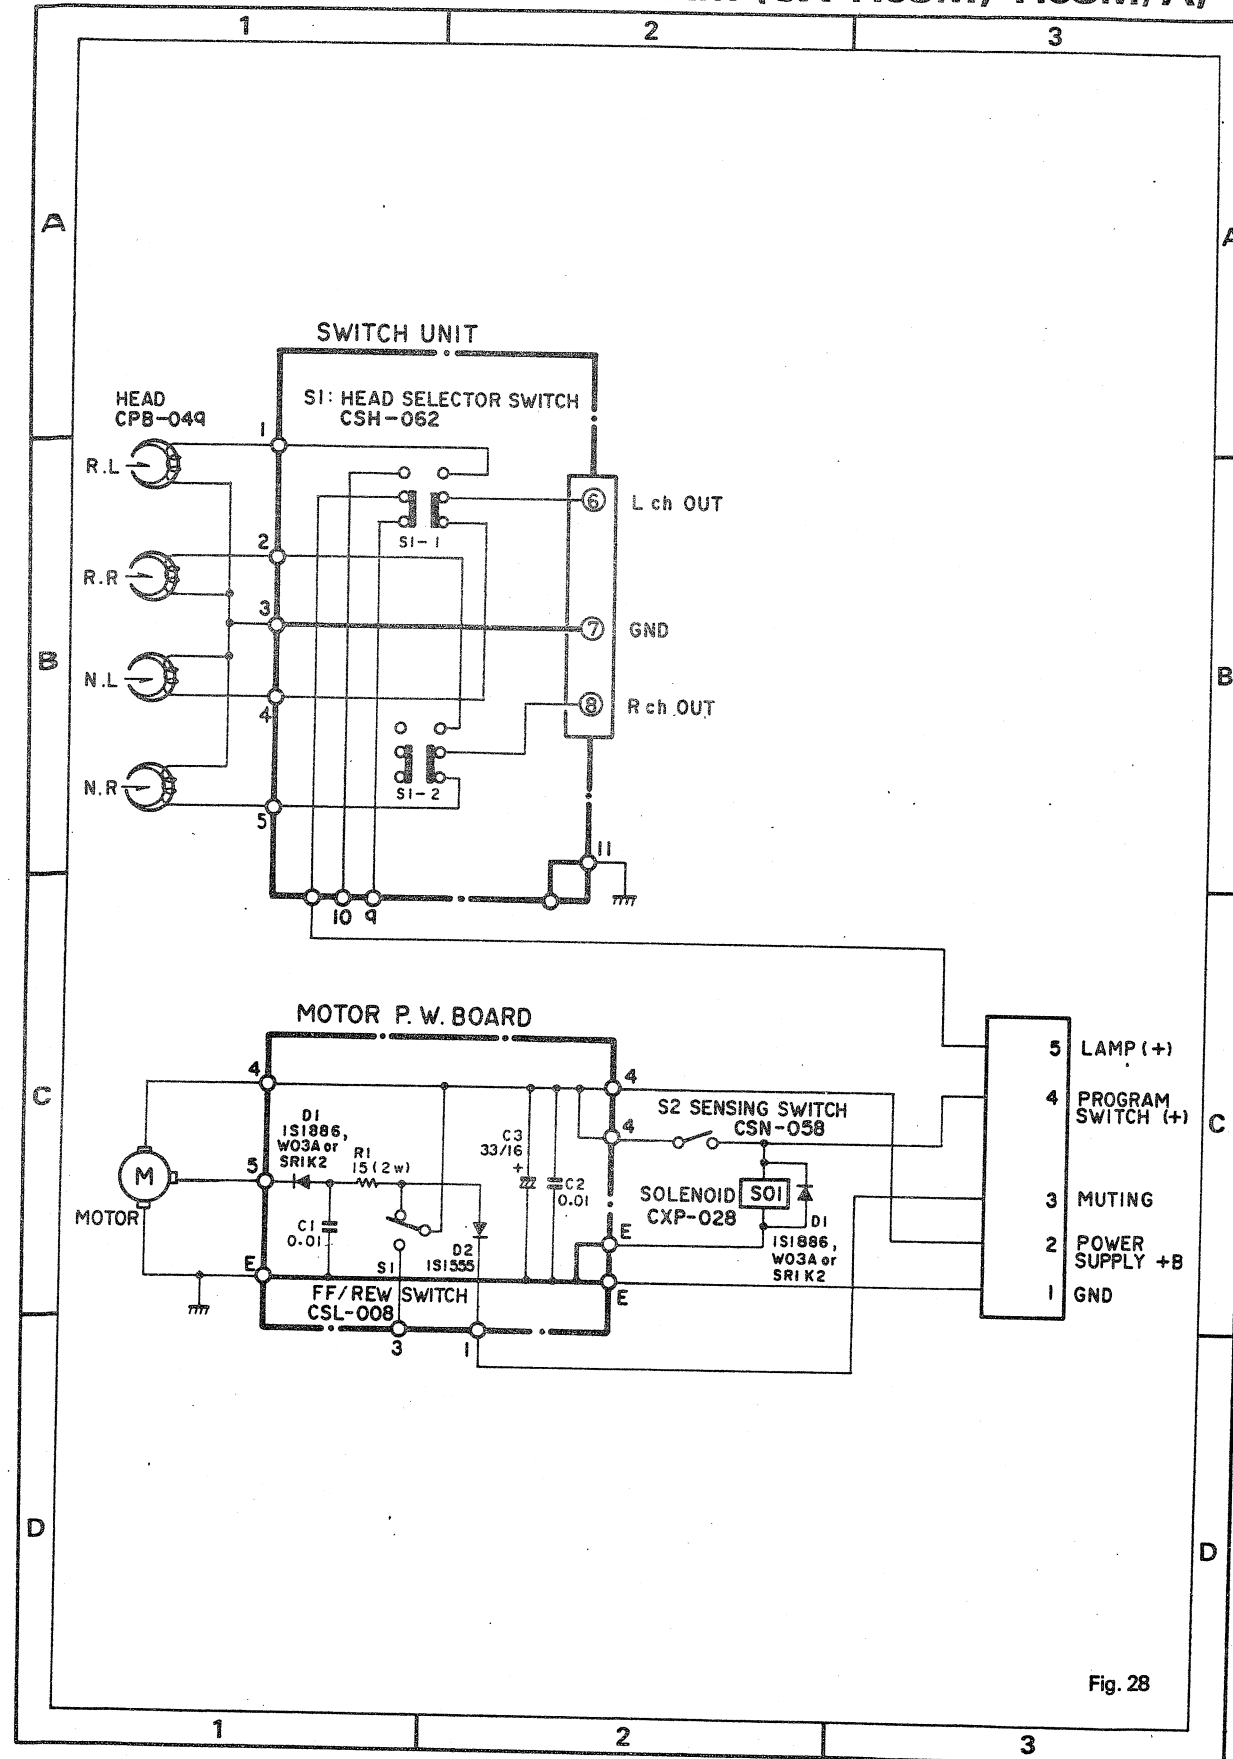 1
2
3
A
A
SWITCH UNIT
HEAD
CPB-049
S1: HEAD SELECTOR SWITCH
CSH-062
1
R.L
6
L ch OUT
S1-1
2
R.R
3
7
GND
B
B
N.L
4
8
R ch OUT
N.R
S1-2
5
11
10
9
MOTOR P.W. BOARD
4
4
5
LAMP (+)
C
C
4
PROGRAM
SWITCH (+)
S2 SENSING SWITCH
CSN-058
4
D1
1S1886,
W03A or
SR1K2
R1
15 (2w)
C3
33/16
+
5
M
MOTOR
C2
0.01
SOLENOID
CXP-028
SO1
3
MUTING
C1
0.01
D2
1S1555
E
D1
1S1886,
W03A or
SR1K2
2
POWER
SUPPLY +B
E
S1
FF/REW SWITCH
CSL-008
E
1
GND
3
1
D
D
Fig. 28
1
2
3